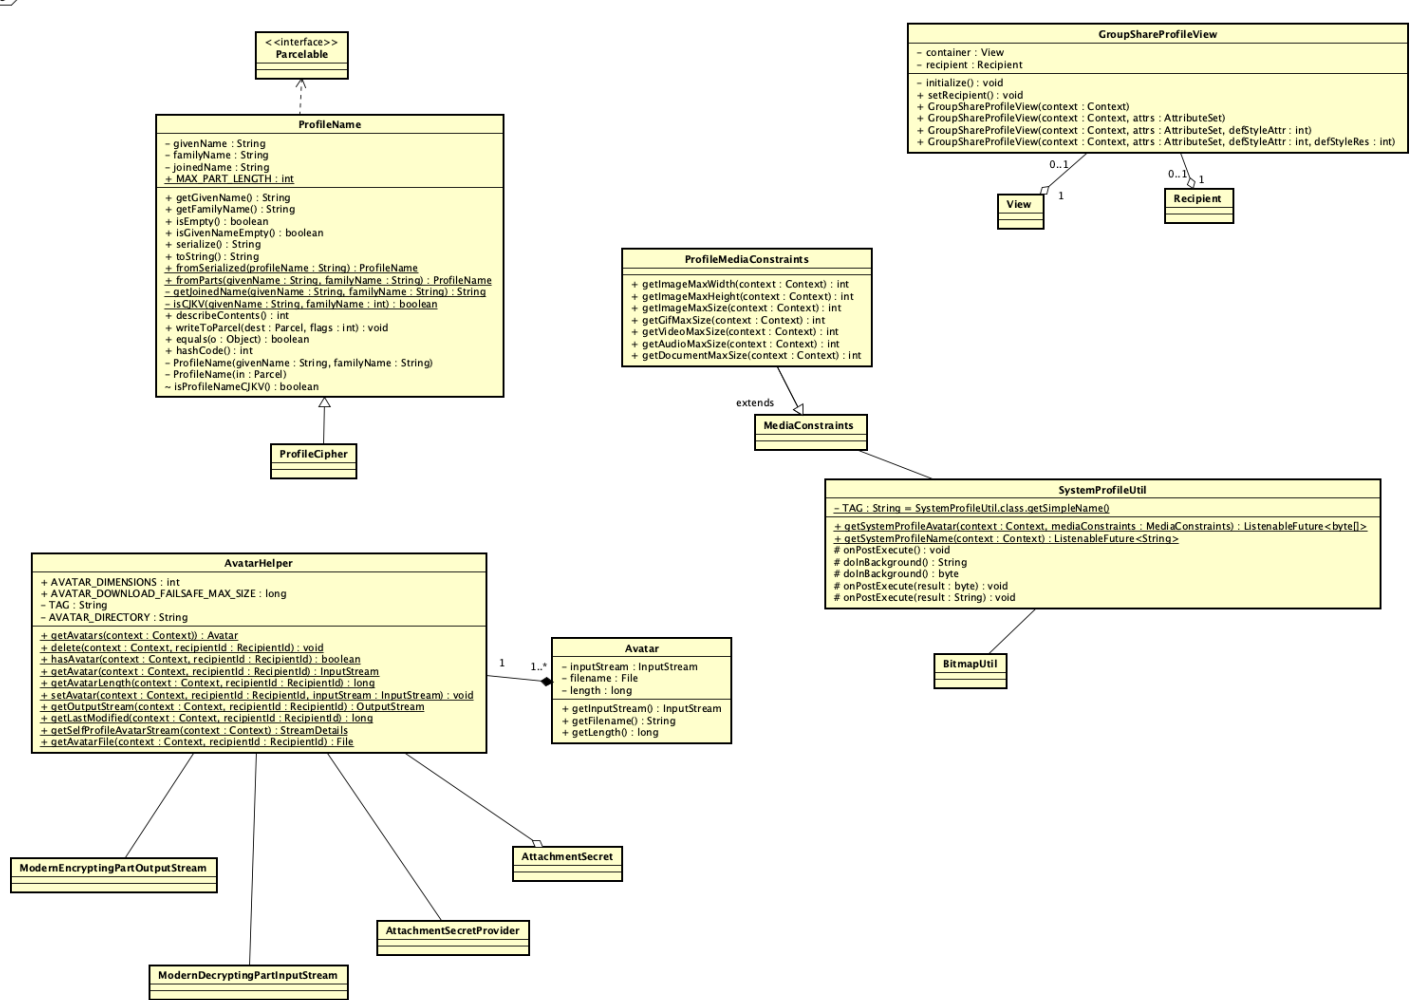 <<interface>>
Parcelable
ProfileName
- givenName : String
- familyName : String
- joinedName : String
+ MAX_PART_LENGTH : int
+ getGivenName() : String
+ getFamilyName() : String
+ isEmpty() : boolean
+ isGivenNameEmpty() : boolean
+ serialize() : String
+ toString() : String
+ fromSerialized(profileName : String) : ProfileName
+ fromParts(givenName : String, familyName : String) : ProfileName
- getJoinedName(givenName : String, familyName : String) : String
- isCJKV(givenName : String, familyName : int) : boolean
+ describeContents() : int
+ writeToParcel(dest : Parcel, flags : int) : void
+ equals(o : Object) : boolean
+ hashCode() : int
- ProfileName(givenName : String, familyName : String)
- ProfileName(in : Parcel)
~ isProfileNameCJKV() : boolean
ProfileCipher
GroupShareProfileView
- container : View
- recipient : Recipient
- initialize() : void
+ setRecipient() : void
+ GroupShareProfileView(context : Context)
+ GroupShareProfileView(context : Context, attrs : AttributeSet)
+ GroupShareProfileView(context : Context, attrs : AttributeSet, defStyleAttr : int)
+ GroupShareProfileView(context : Context, attrs : AttributeSet, defStyleAttr : int, defStyleRes : int)
0..1
1
View
0..1
1
Recipient
ProfileMediaConstraints
+ getImageMaxWidth(context : Context) : int
+ getImageMaxHeight(context : Context) : int
+ getImageMaxSize(context : Context) : int
+ getGifMaxSize(context : Context) : int
+ getVideoMaxSize(context : Context) : int
+ getAudioMaxSize(context : Context) : int
+ getDocumentMaxSize(context : Context) : int
extends
MediaConstraints
SystemProfileUtil
- TAG : String = SystemProfileUtil.class.getSimpleName()
+ getSystemProfileAvatar(context : Context, mediaConstraints : MediaConstraints) : ListenableFuture<byte[]>
+ getSystemProfileName(context : Context) : ListenableFuture<String>
# onPostExecute() : void
# doInBackground() : String
# doInBackground() : byte
# onPostExecute(result : byte) : void
# onPostExecute(result : String) : void
BitmapUtil
AvatarHelper
+ AVATAR_DIMENSIONS : int
+ AVATAR_DOWNLOAD_FAILSAFE_MAX_SIZE : long
- TAG : String
- AVATAR_DIRECTORY : String
+ getAvatars(context : Context)) : Avatar
+ delete(context : Context, recipientId : RecipientId) : void
+ hasAvatar(context : Context, recipientId : RecipientId) : boolean
+ getAvatar(context : Context, recipientId : RecipientId) : InputStream
+ getAvatarLength(context : Context, recipientId : RecipientId) : long
+ setAvatar(context : Context, recipientId : RecipientId, inputStream : InputStream) : void
+ getOutputStream(context : Context, recipientId : RecipientId) : OutputStream
+ getLastModified(context : Context, recipientId : RecipientId) : long
+ getSelfProfileAvatarStream(context : Context) : StreamDetails
+ getAvatarFile(context : Context, recipientId : RecipientId) : File
1
1..*
Avatar
- inputStream : InputStream
- filename : File
- length : long
+ getInputStream() : InputStream
+ getFilename() : String
+ getLength() : long
ModernEncryptingPartOutputStream
AttachmentSecret
AttachmentSecretProvider
ModernDecryptingPartInputStream